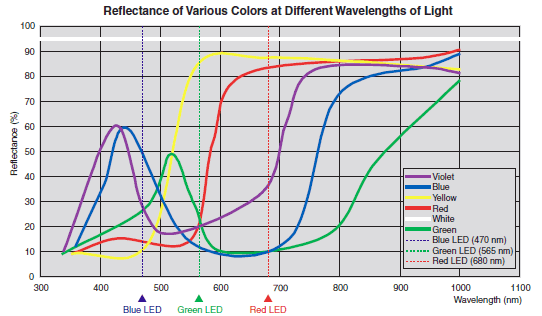 Reflectance of Various Colors at Different Wavelengths of Light
100
90
80
70
60
50
40
30
20
10
0
Reflectance (%)
Violet
Blue
Yellow
Red
White
Green
Blue LED (470 nm)
Green LED (565 nm)
Red LED (680 nm)
300 400 500 600 700 800 900 1000 1100
Wavelength (nm)
Blue LED Green LED Red LED